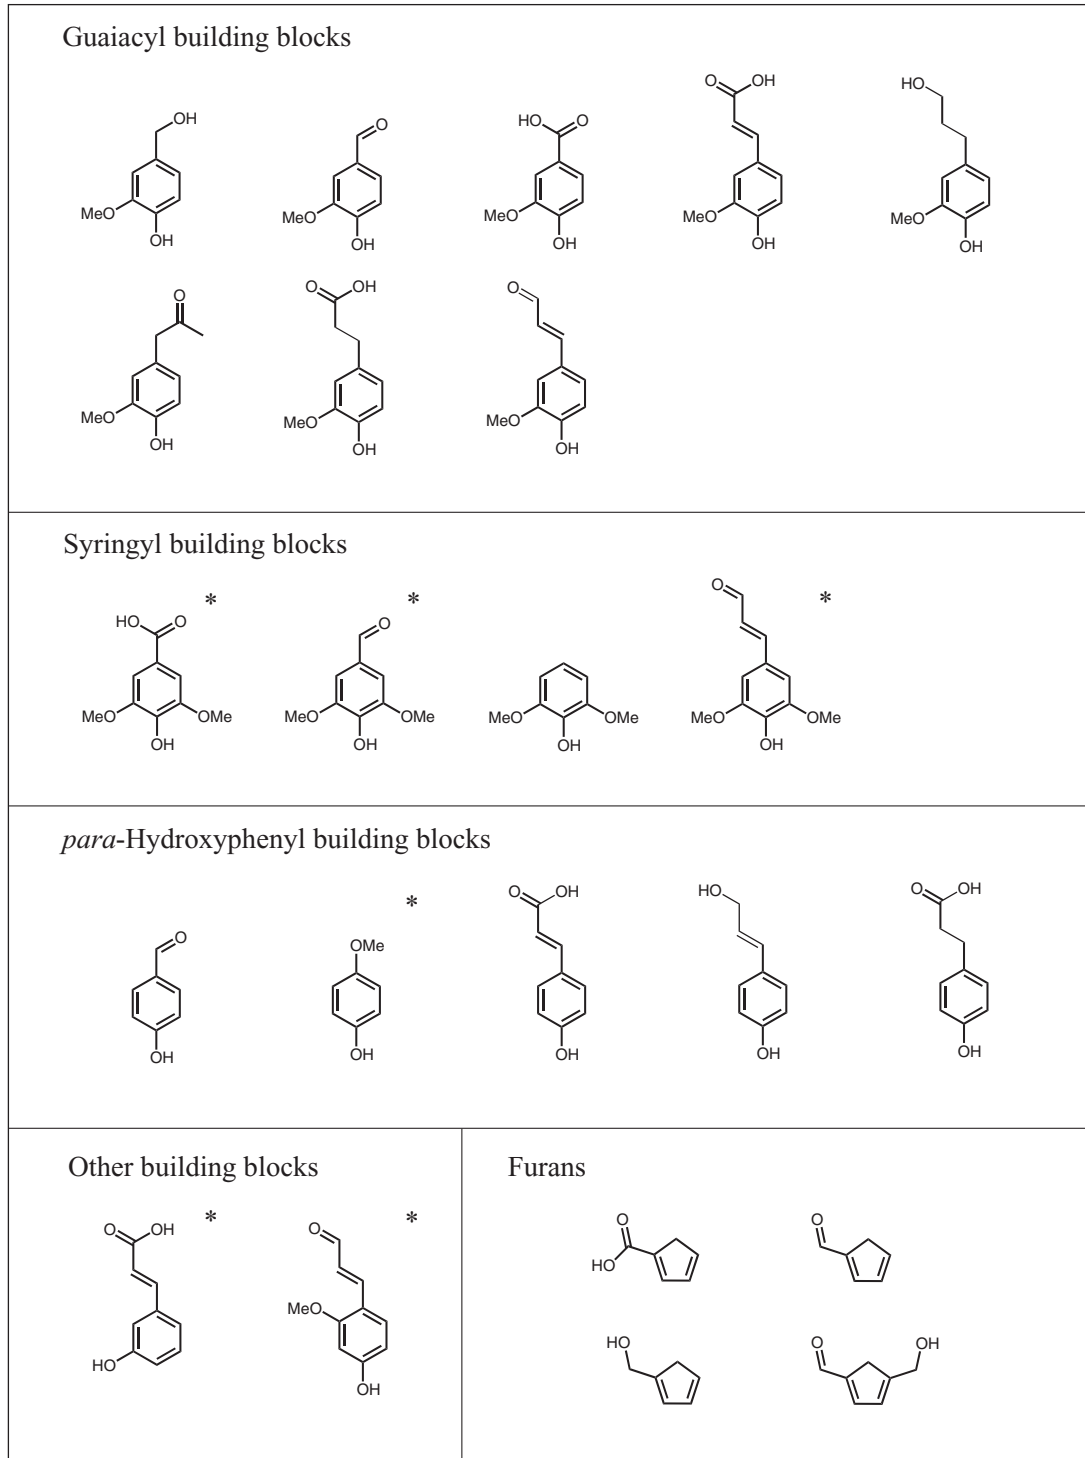 Guaiacyl building blocks
OH
MeO
OH
O
MeO
OH
HO O
MeO
OH
O OH
MeO
OH
HO
MeO
OH
O
MeO
OH
O OH
MeO
OH
O
MeO
OH
Syringyl building blocks
*
HO O
MeO OMe
OH
*
O
MeO OMe
OH
MeO OMe
OH
*
O
MeO OMe
OH
para-Hydroxyphenyl building blocks
O
OH
*
OMe
OH
O OH
OH
HO
OH
O OH
OH
Other building blocks
*
O OH
HO
*
O
MeO
OH
Furans
O
HO
O
HO
O OH